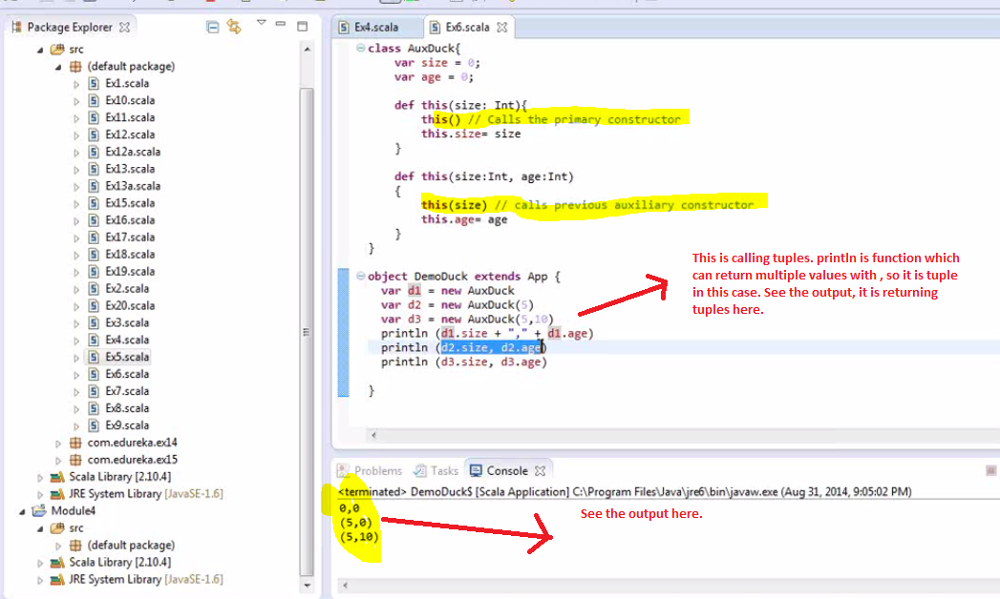 Package Explorer
src
(default package)
Ex1.scala
Ex10.scala
Ex11.scala
Ex12.scala
Ex12a.scala
Ex13.scala
Ex13a.scala
Ex15.scala
Ex16.scala
Ex17.scala
Ex18.scala
Ex19.scala
Ex2.scala
Ex20.scala
Ex3.scala
Ex4.scala
Ex5.scala
Ex6.scala
Ex7.scala
Ex8.scala
Ex9.scala
com.edureka.ex14
com.edureka.ex15
Scala Library [2.10.4]
JRE System Library [JavaSE-1.6]
Module4
src
(default package)
Scala Library [2.10.4]
JRE System Library [JavaSE-1.6]
Ex4.scala
Ex6.scala
class AuxDuck{
var size = 0;
var age = 0;
def this(size: Int){
this() // Calls the primary constructor
this.size= size
}
def this(size:Int, age:Int)
{
this(size) // calls previous auxiliary constructor
this.age= age
}
}
object DemoDuck extends App {
var d1 = new AuxDuck
var d2 = new AuxDuck(5)
var d3 = new AuxDuck(5,10)
println (d1.size + "," + d1.age)
println (d2.size, d2.age)
println (d3.size, d3.age)
}
This is calling tuples. println is function which
can return multiple values with , so it is tuple
in this case. See the output, it is returning
tuples here.
Problems
Tasks
Console
<terminated> DemoDuck$ [Scala Application] C:\Program Files\Java\jre6\bin\javaw.exe (Aug 31, 2014, 9:05:02 PM)
0,0
(5,0)
(5,10)
See the output here.